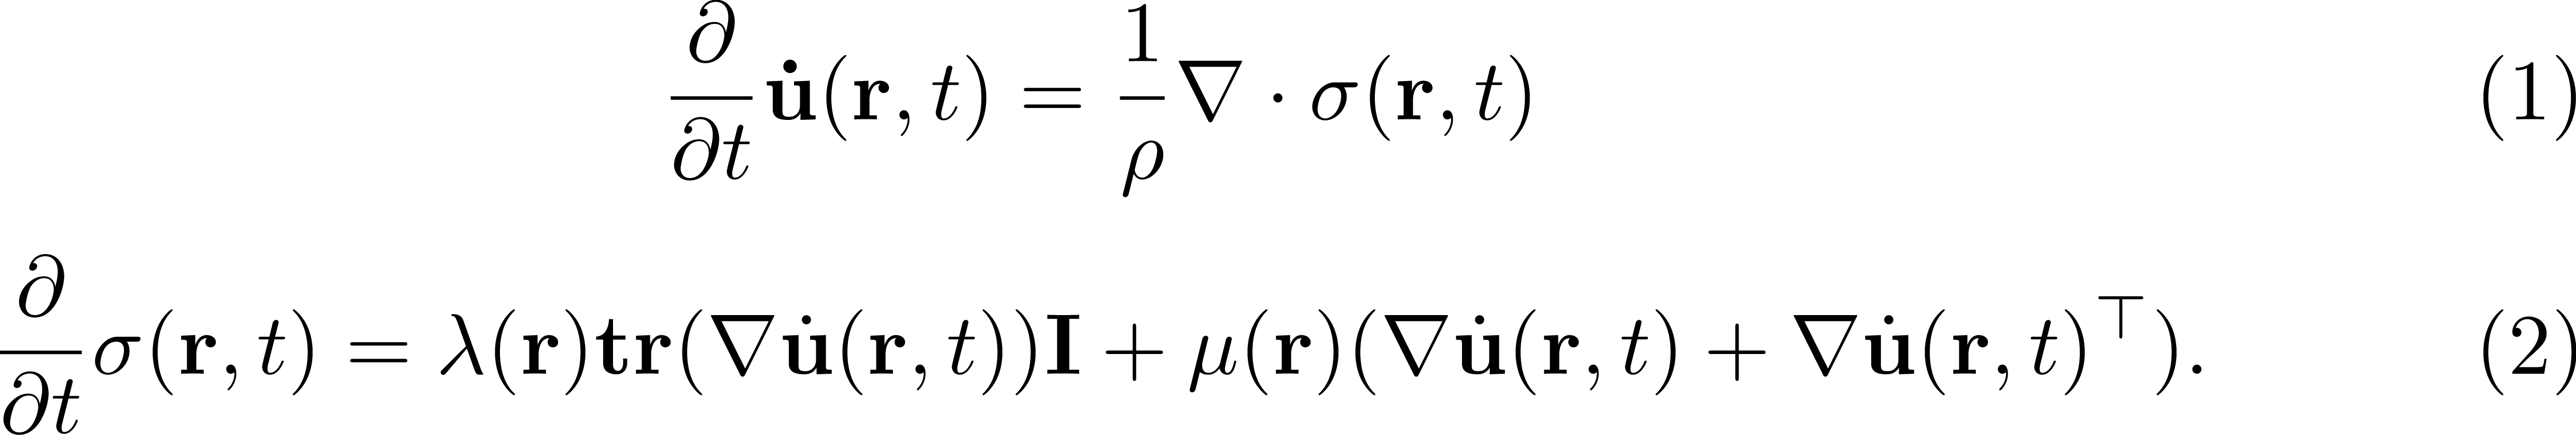 ∂/∂t 𝐮̇(𝐫, t) = 1/ρ ∇ · σ(𝐫, t) (1)
∂/∂t σ(𝐫, t) = λ(𝐫)𝐭𝐫(∇𝐮̇(𝐫, t))𝐈 + μ(𝐫)(∇𝐮̇(𝐫, t) + ∇𝐮̇(𝐫, t)^⊤). (2)